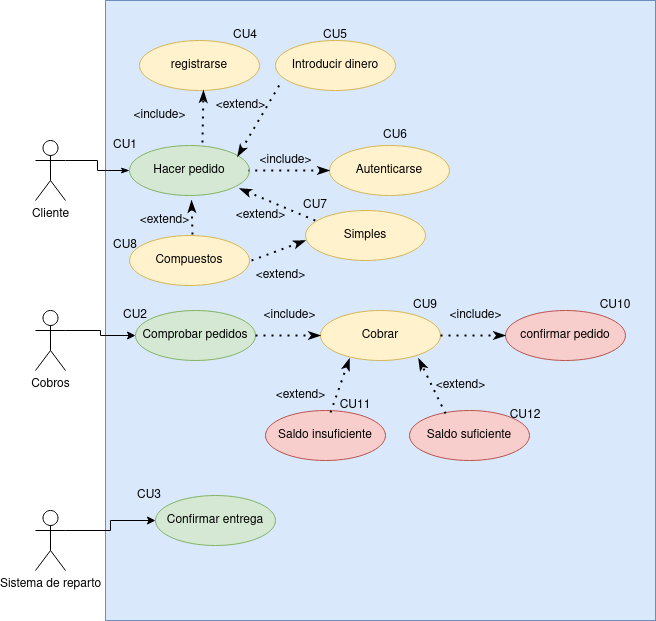 CU4
CU5
registrarse
Introducir dinero
<include>
<extend>
CU1
CU6
Hacer pedido
<include>
Autenticarse
Cliente
<extend>
<extend>
CU7
CU8
Simples
Compuestos
<extend>
CU2
CU9
CU10
<include>
<include>
Comprobar pedidos
Cobrar
confirmar pedido
Cobros
<extend>
<extend>
CU11
CU12
Saldo insuficiente
Saldo suficiente
CU3
Confirmar entrega
Sistema de reparto